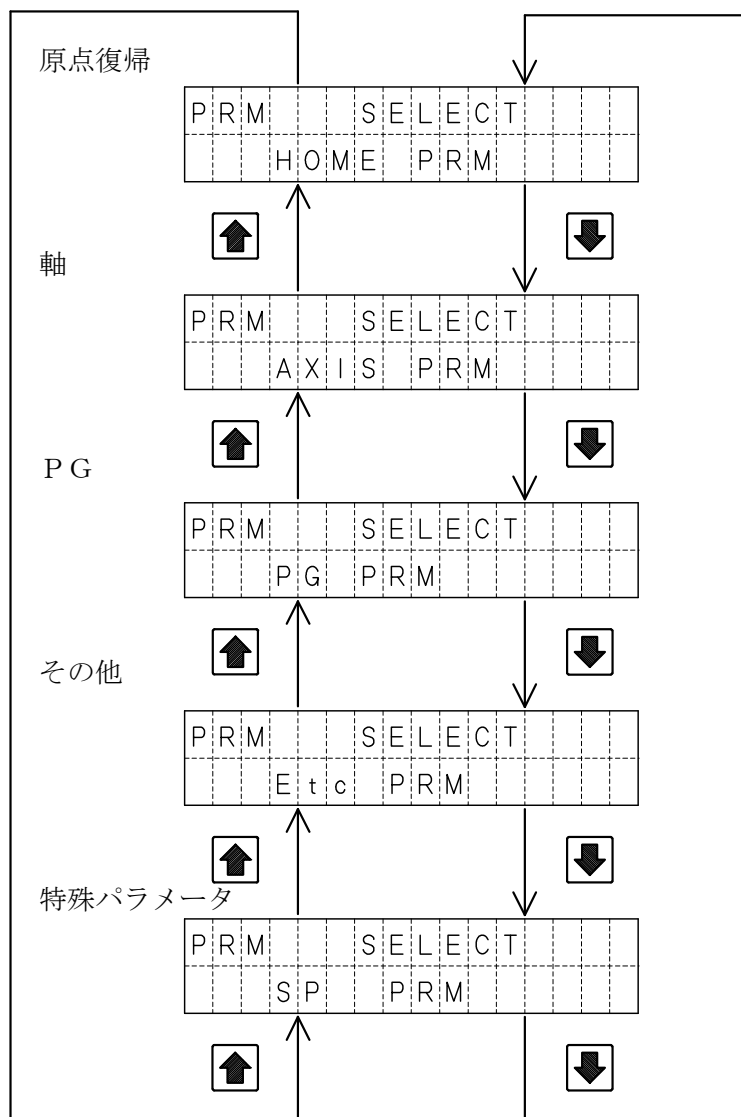 原点復帰
PRM   SELECT
HOME PRM
軸
PRM   SELECT
AXIS PRM
ＰＧ
PRM   SELECT
PG PRM
その他
PRM   SELECT
Etc PRM
特殊パラメータ
PRM   SELECT
SP  PRM